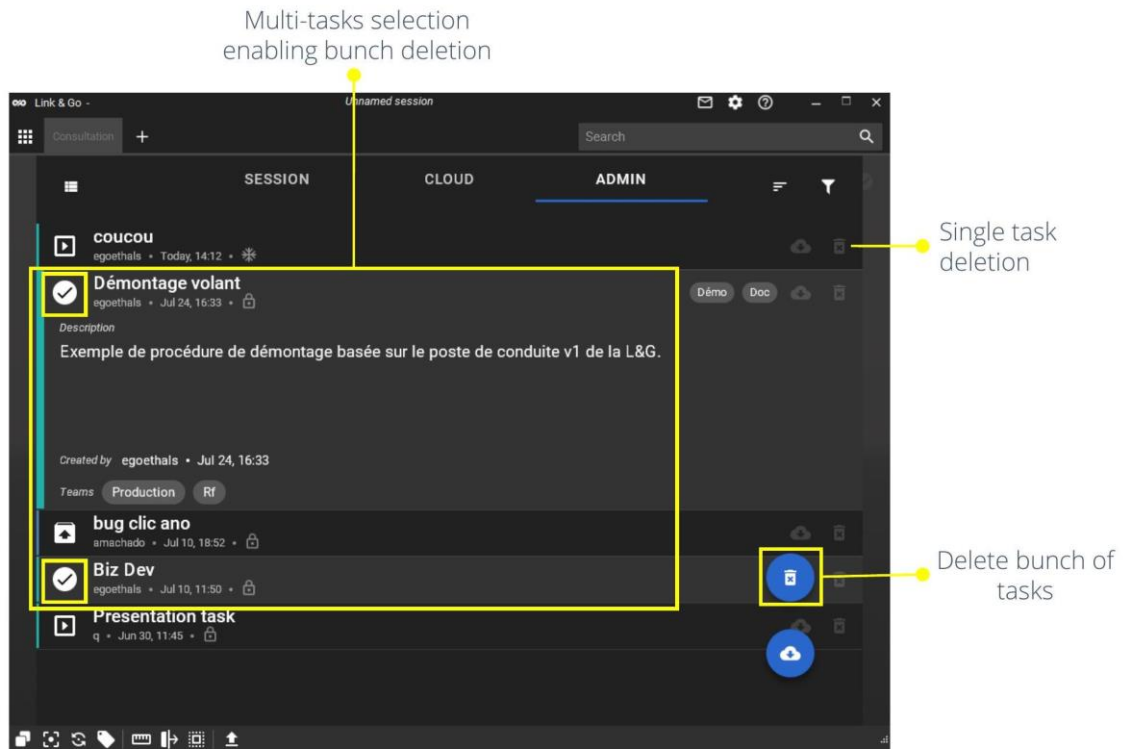 Multi-tasks selection
enabling bunch deletion
Link & Go -
Unnamed session
Consultation
Search
SESSION
CLOUD
ADMIN
coucou
egoethals • Today, 14:12 •
Single task
deletion
Démontage volant
egoethals • Jul 24, 16:33 •
Démo
Doc
Description
Exemple de procédure de démontage basée sur le poste de conduite v1 de la L&G.
Created by egoethals • Jul 24, 16:33
Teams Production Rf
bug clic ano
amachado • Jul 10, 18:52 •
Biz Dev
egoethals • Jul 10, 11:50 •
Delete bunch of
tasks
Presentation task
q • Jun 30, 11:45 •